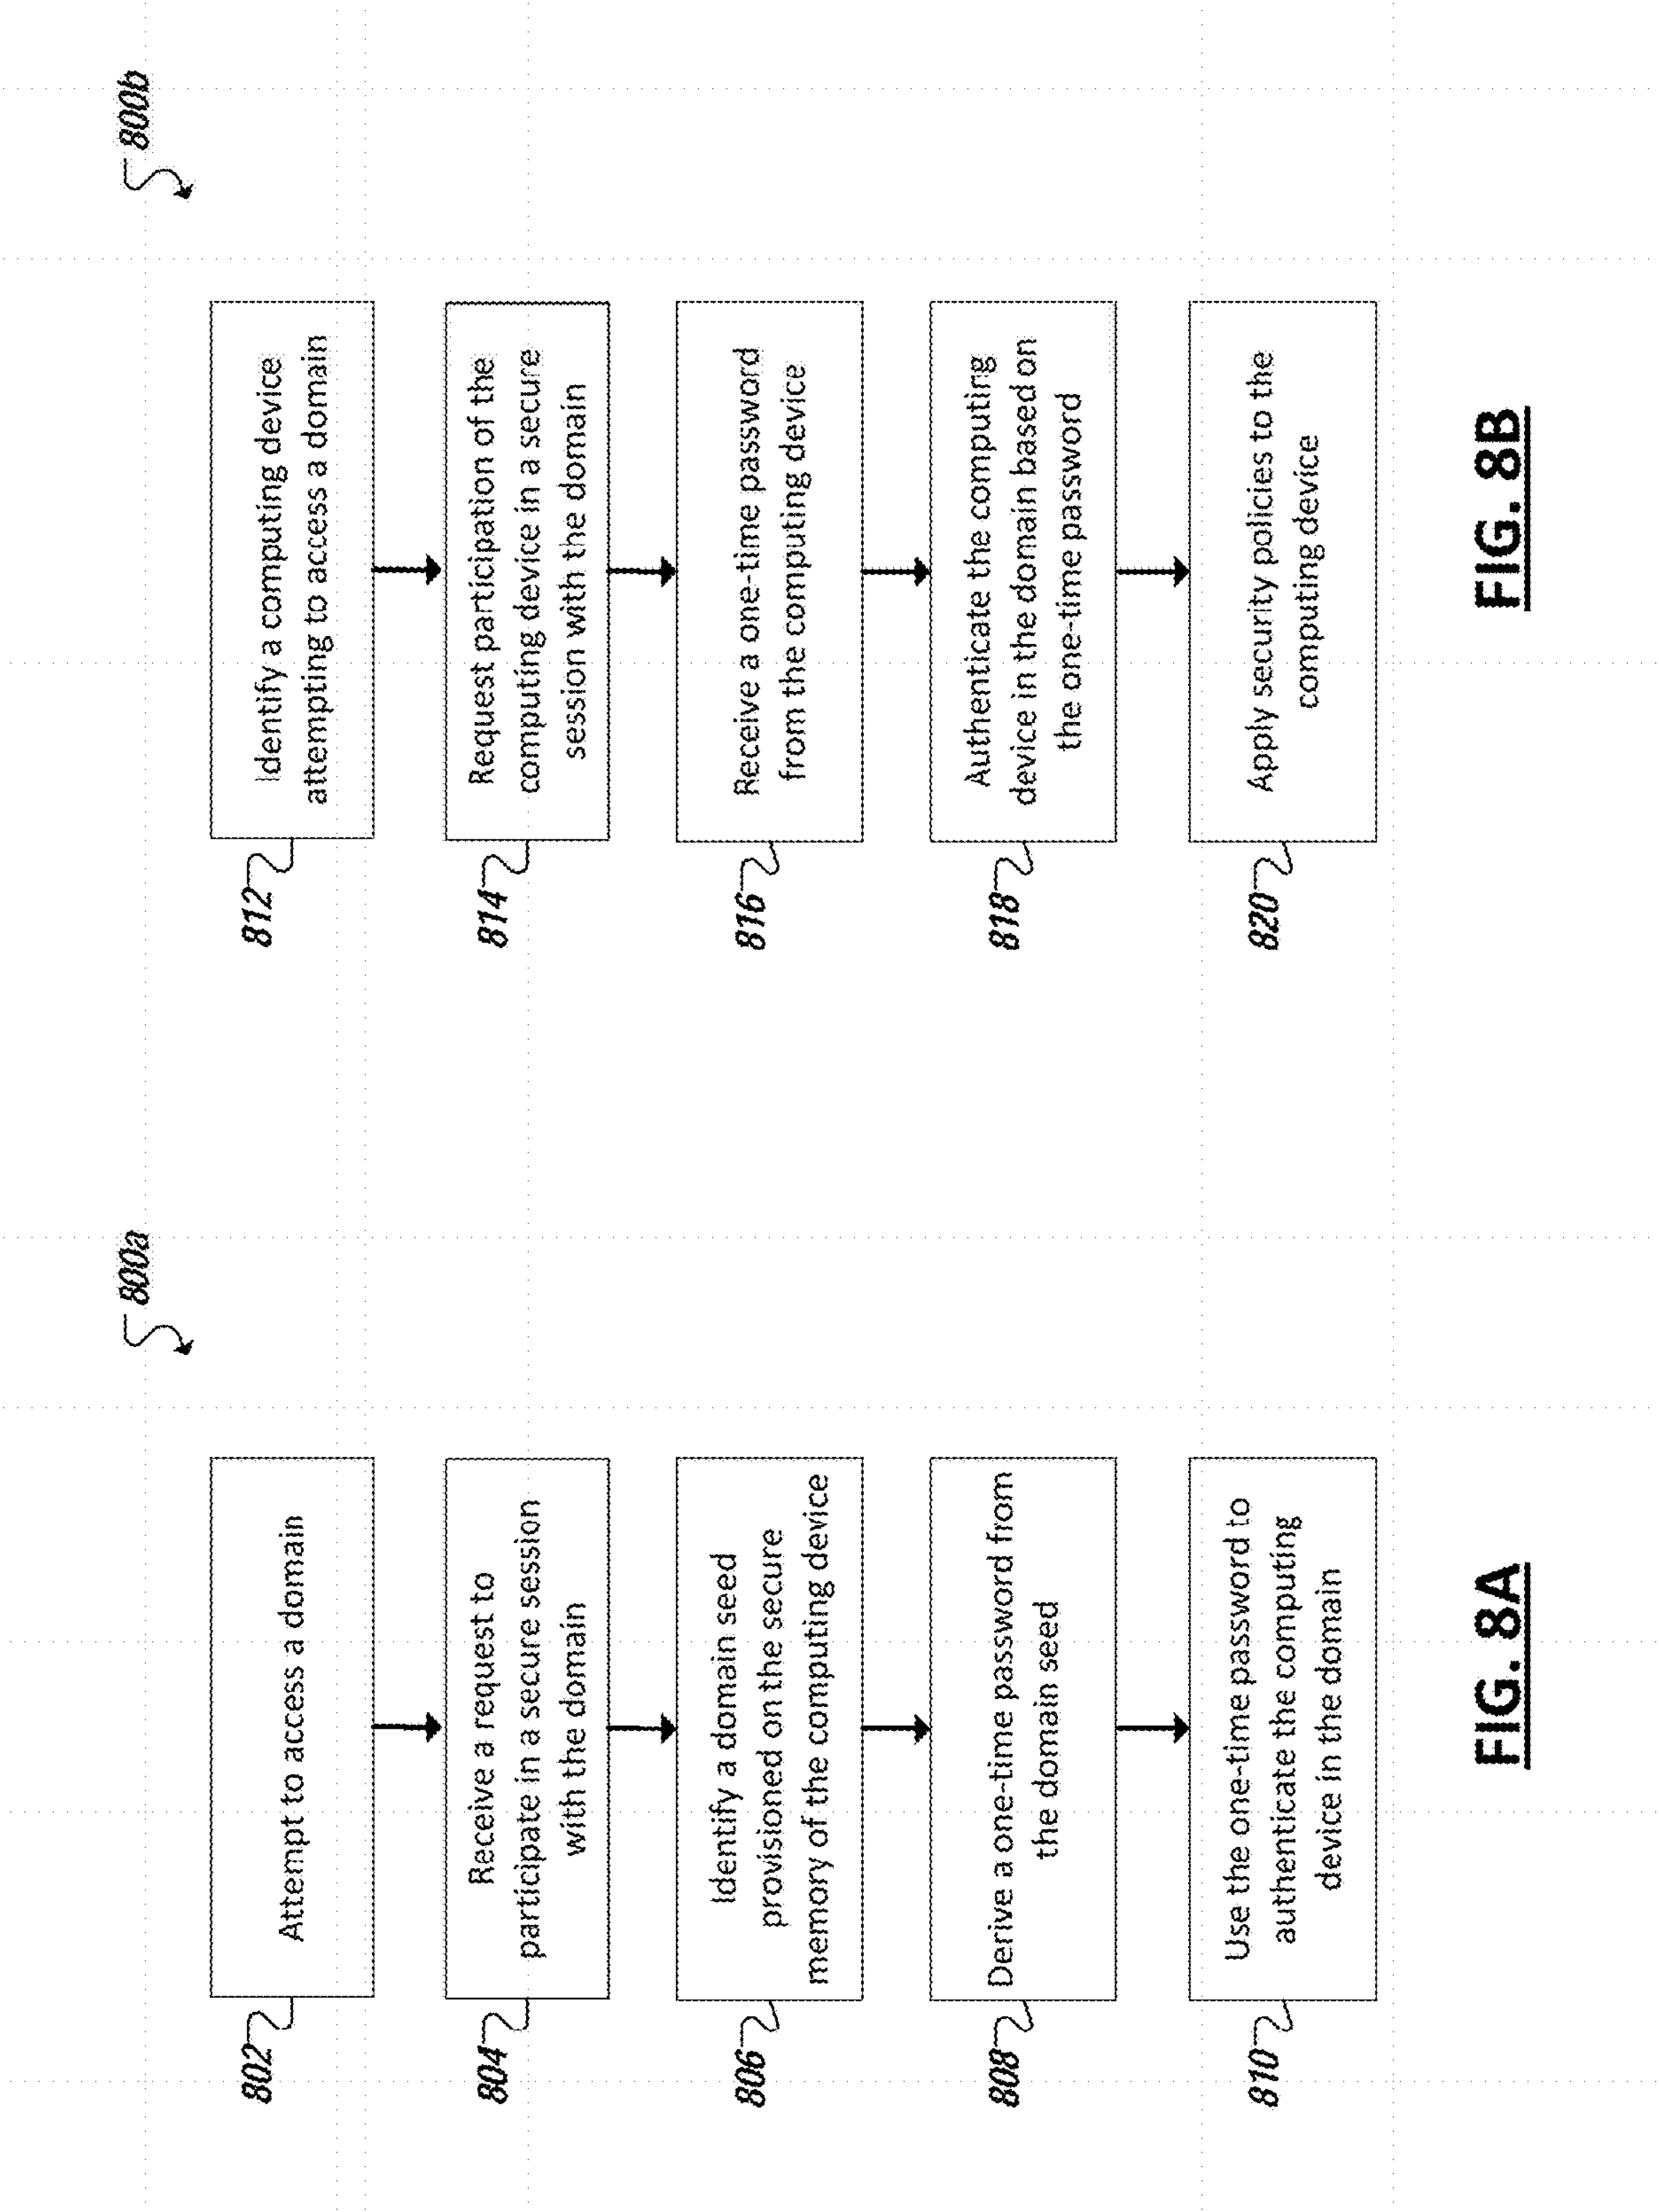 800a
802
Attempt to access a domain
804
Receive a request to
participate in a secure session
with the domain
806
Identify a domain seed
provisioned on the secure
memory of the computing device
808
Derive a one-time password from
the domain seed
810
Use the one-time password to
authenticate the computing
device in the domain
FIG. 8A
800b
812
Identify a computing device
attempting to access a domain
814
Request participation of the
computing device in a secure
session with the domain
816
Receive a one-time password
from the computing device
818
Authenticate the computing
device in the domain based on
the one-time password
820
Apply security policies to the
computing device
FIG. 8B